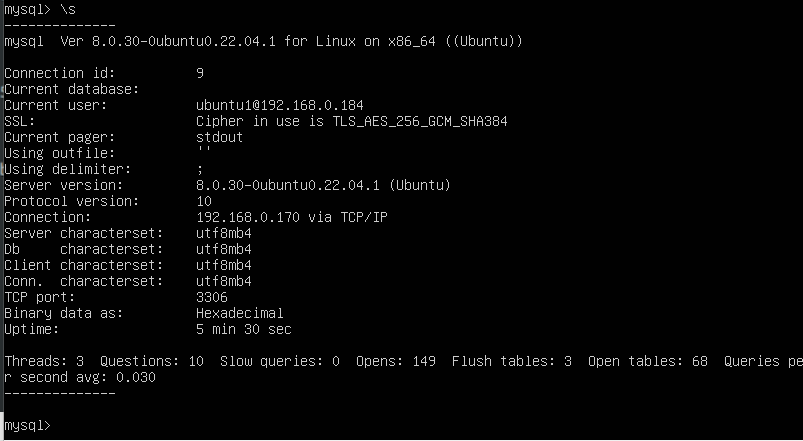 mysql> \s
--------------
mysql  Ver 8.0.30-0ubuntu0.22.04.1 for Linux on x86_64 ((Ubuntu))

Connection id:          9
Current database:
Current user:           ubuntu1@192.168.0.184
SSL:                    Cipher in use is TLS_AES_256_GCM_SHA384
Current pager:          stdout
Using outfile:          ''
Using delimiter:        ;
Server version:         8.0.30-0ubuntu0.22.04.1 (Ubuntu)
Protocol version:       10
Connection:             192.168.0.170 via TCP/IP
Server characterset:    utf8mb4
Db     characterset:    utf8mb4
Client characterset:    utf8mb4
Conn.  characterset:    utf8mb4
TCP port:               3306
Binary data as:         Hexadecimal
Uptime:                 5 min 30 sec

Threads: 3  Questions: 10  Slow queries: 0  Opens: 149  Flush tables: 3  Open tables: 68  Queries pe
r second avg: 0.030
--------------

mysql>